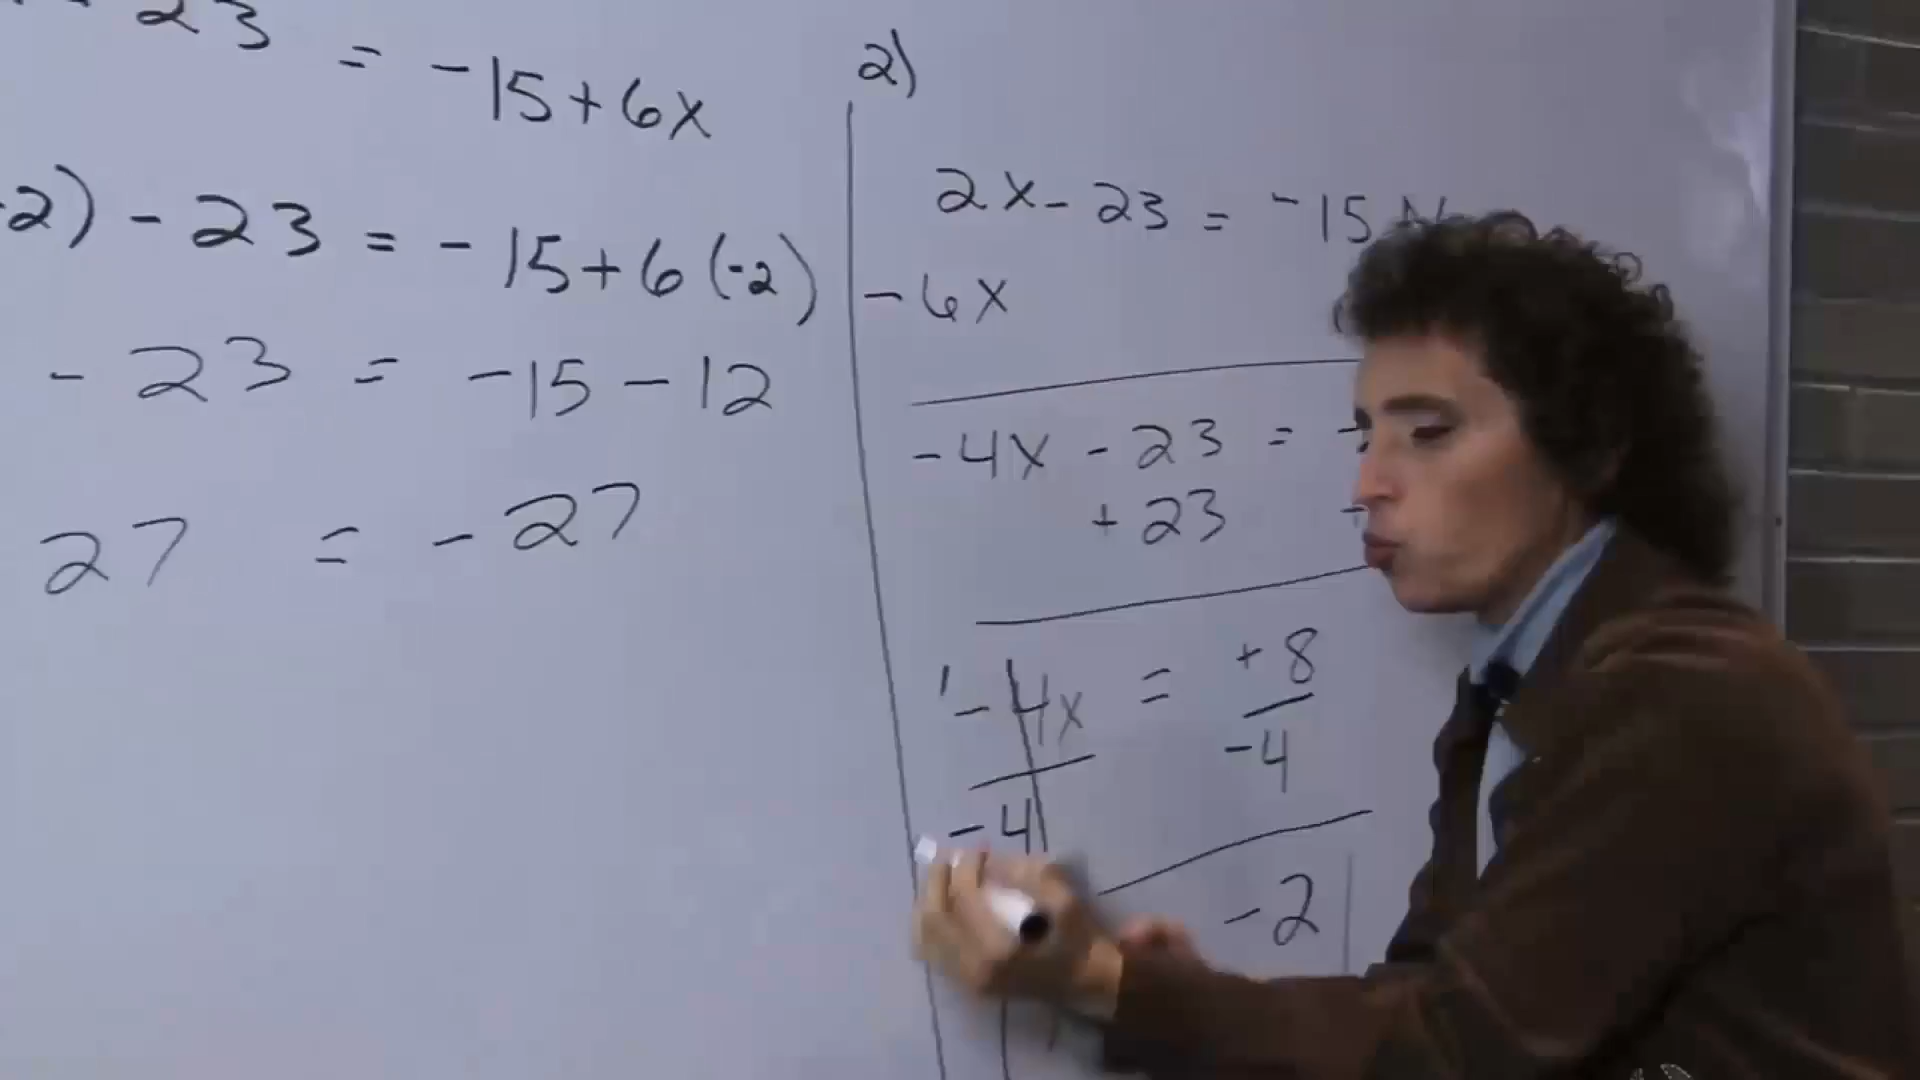 23 = -15+6x
-2) - 23 = -15+6(-2)
- 23 = -15-12
27 = -27
2)
2x-23 = -15
-6x
-4x - 23 = -
+ 23 +
-4x = +8
-4 -4
-2